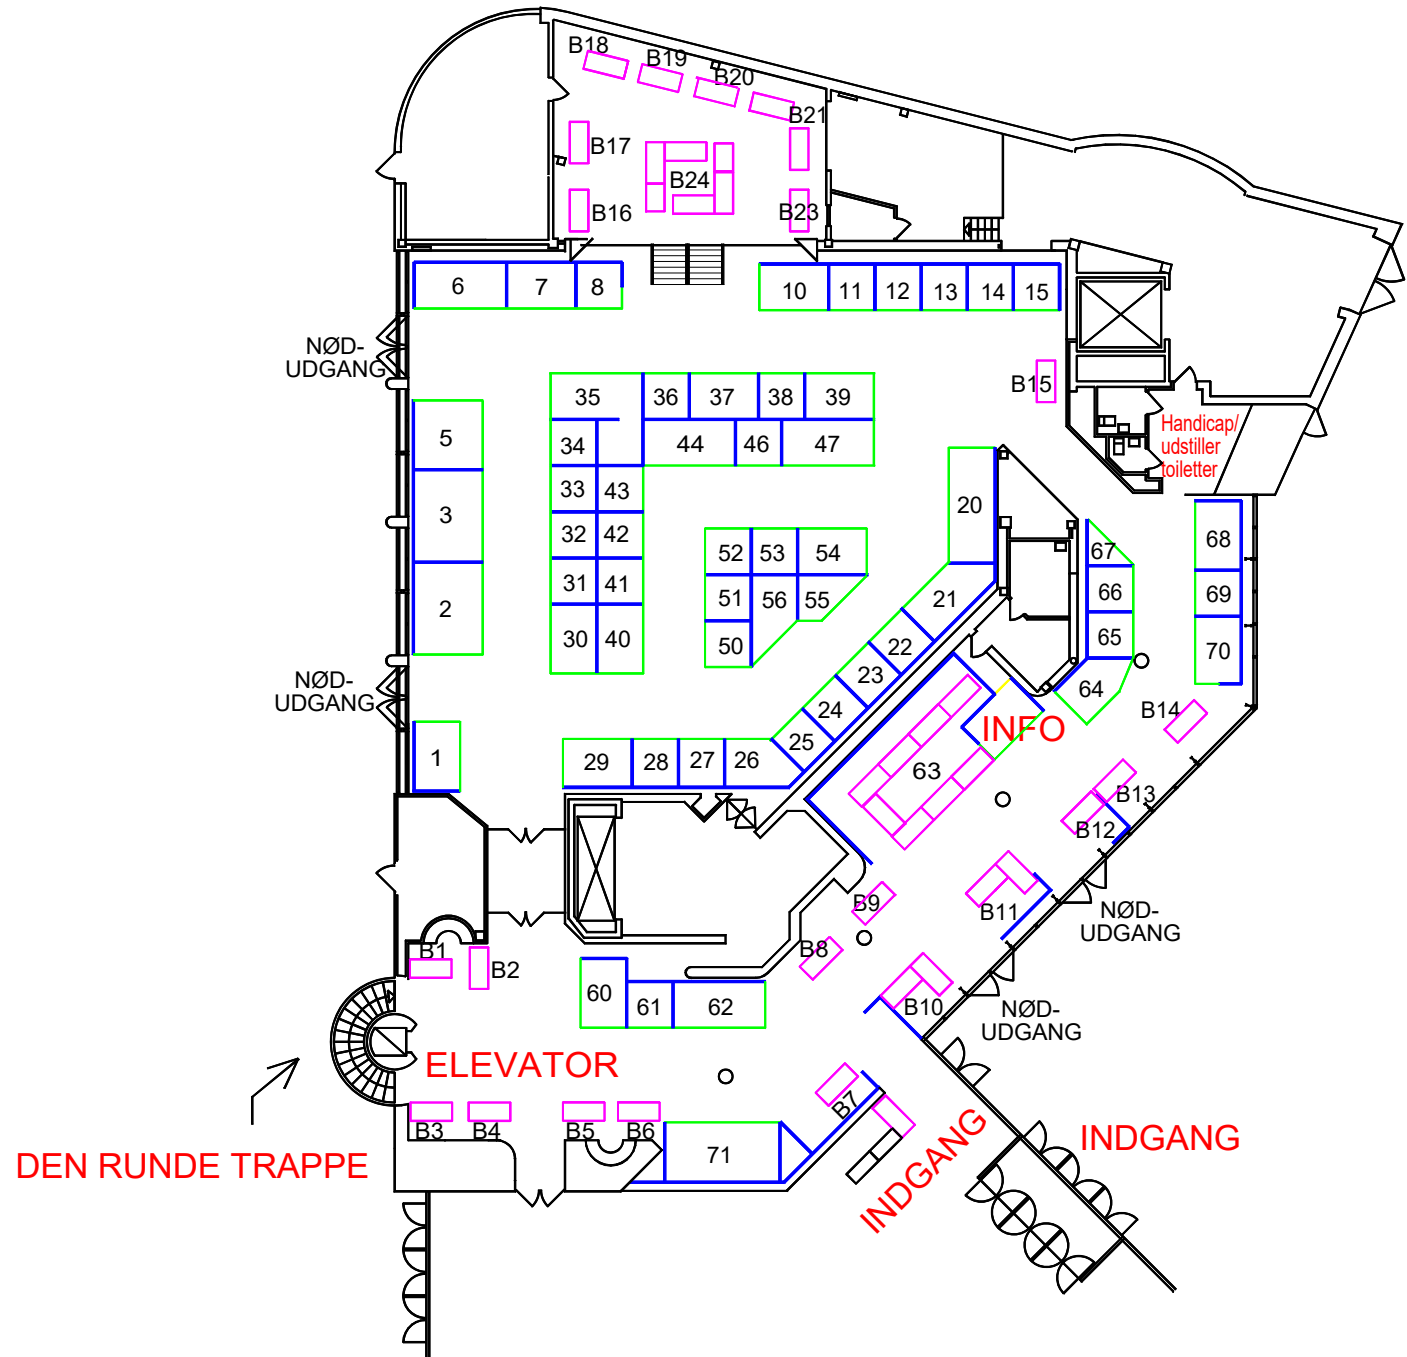 B18
B19
B20
B21
B17
B24
B16
B23
6
7
8
10
11
12
13
14
15
NØD-
UDGANG
B15
35
36
37
38
39
5
34
44
46
47
Handicap/
udstiller
toiletter
33
43
20
3
32
42
52
53
54
67
68
31
41
51
56
55
21
66
69
2
30
40
50
22
65
70
NØD-
UDGANG
23
64
24
B14
1
29
28
27
26
25
INFO
63
B13
B12
B9
B11
NØD-
UDGANG
B1
B2
B8
60
61
62
B10
NØD-
UDGANG
ELEVATOR
B3
B4
B5
B6
B7
71
DEN RUNDE TRAPPE
INDGANG
INDGANG